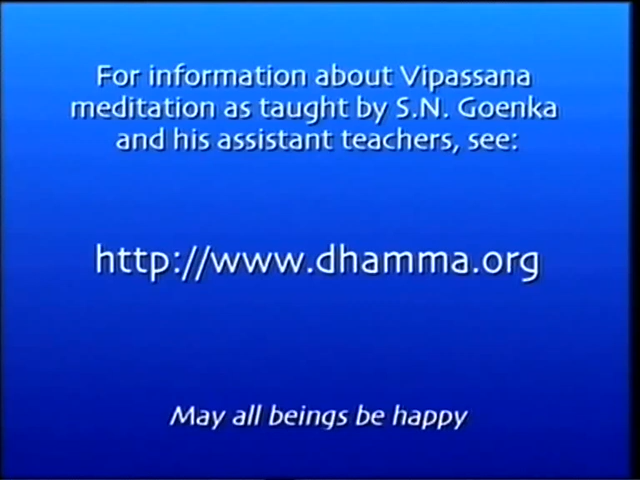 For information about Vipassana
meditation as taught by S.N. Goenka
and his assistant teachers, see:
http://www.dhamma.org
May all beings be happy